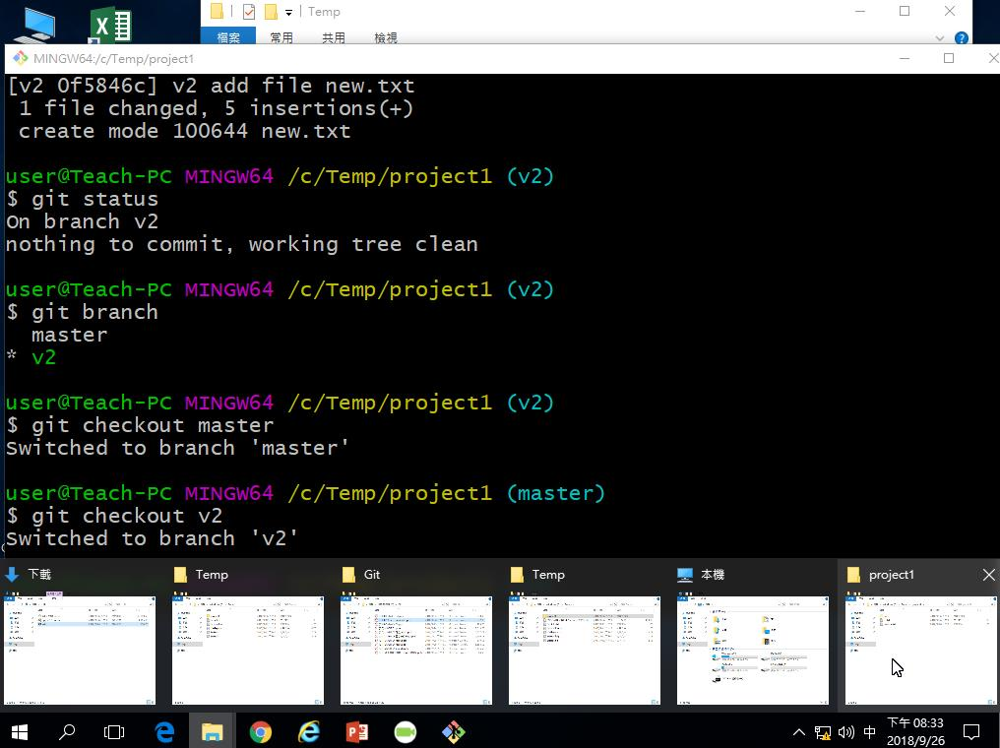 Temp
檔案 常用 共用 檢視
MINGW64:/c/Temp/project1
[v2 0f5846c] v2 add file new.txt
1 file changed, 5 insertions(+)
create mode 100644 new.txt
user@Teach-PC MINGW64 /c/Temp/project1 (v2)
$ git status
On branch v2
nothing to commit, working tree clean
user@Teach-PC MINGW64 /c/Temp/project1 (v2)
$ git branch
master
* v2
user@Teach-PC MINGW64 /c/Temp/project1 (v2)
$ git checkout master
Switched to branch 'master'
user@Teach-PC MINGW64 /c/Temp/project1 (master)
$ git checkout v2
Switched to branch 'v2'
下載 Temp Git Temp 本機 project1
中 下午 08:33
2018/9/26